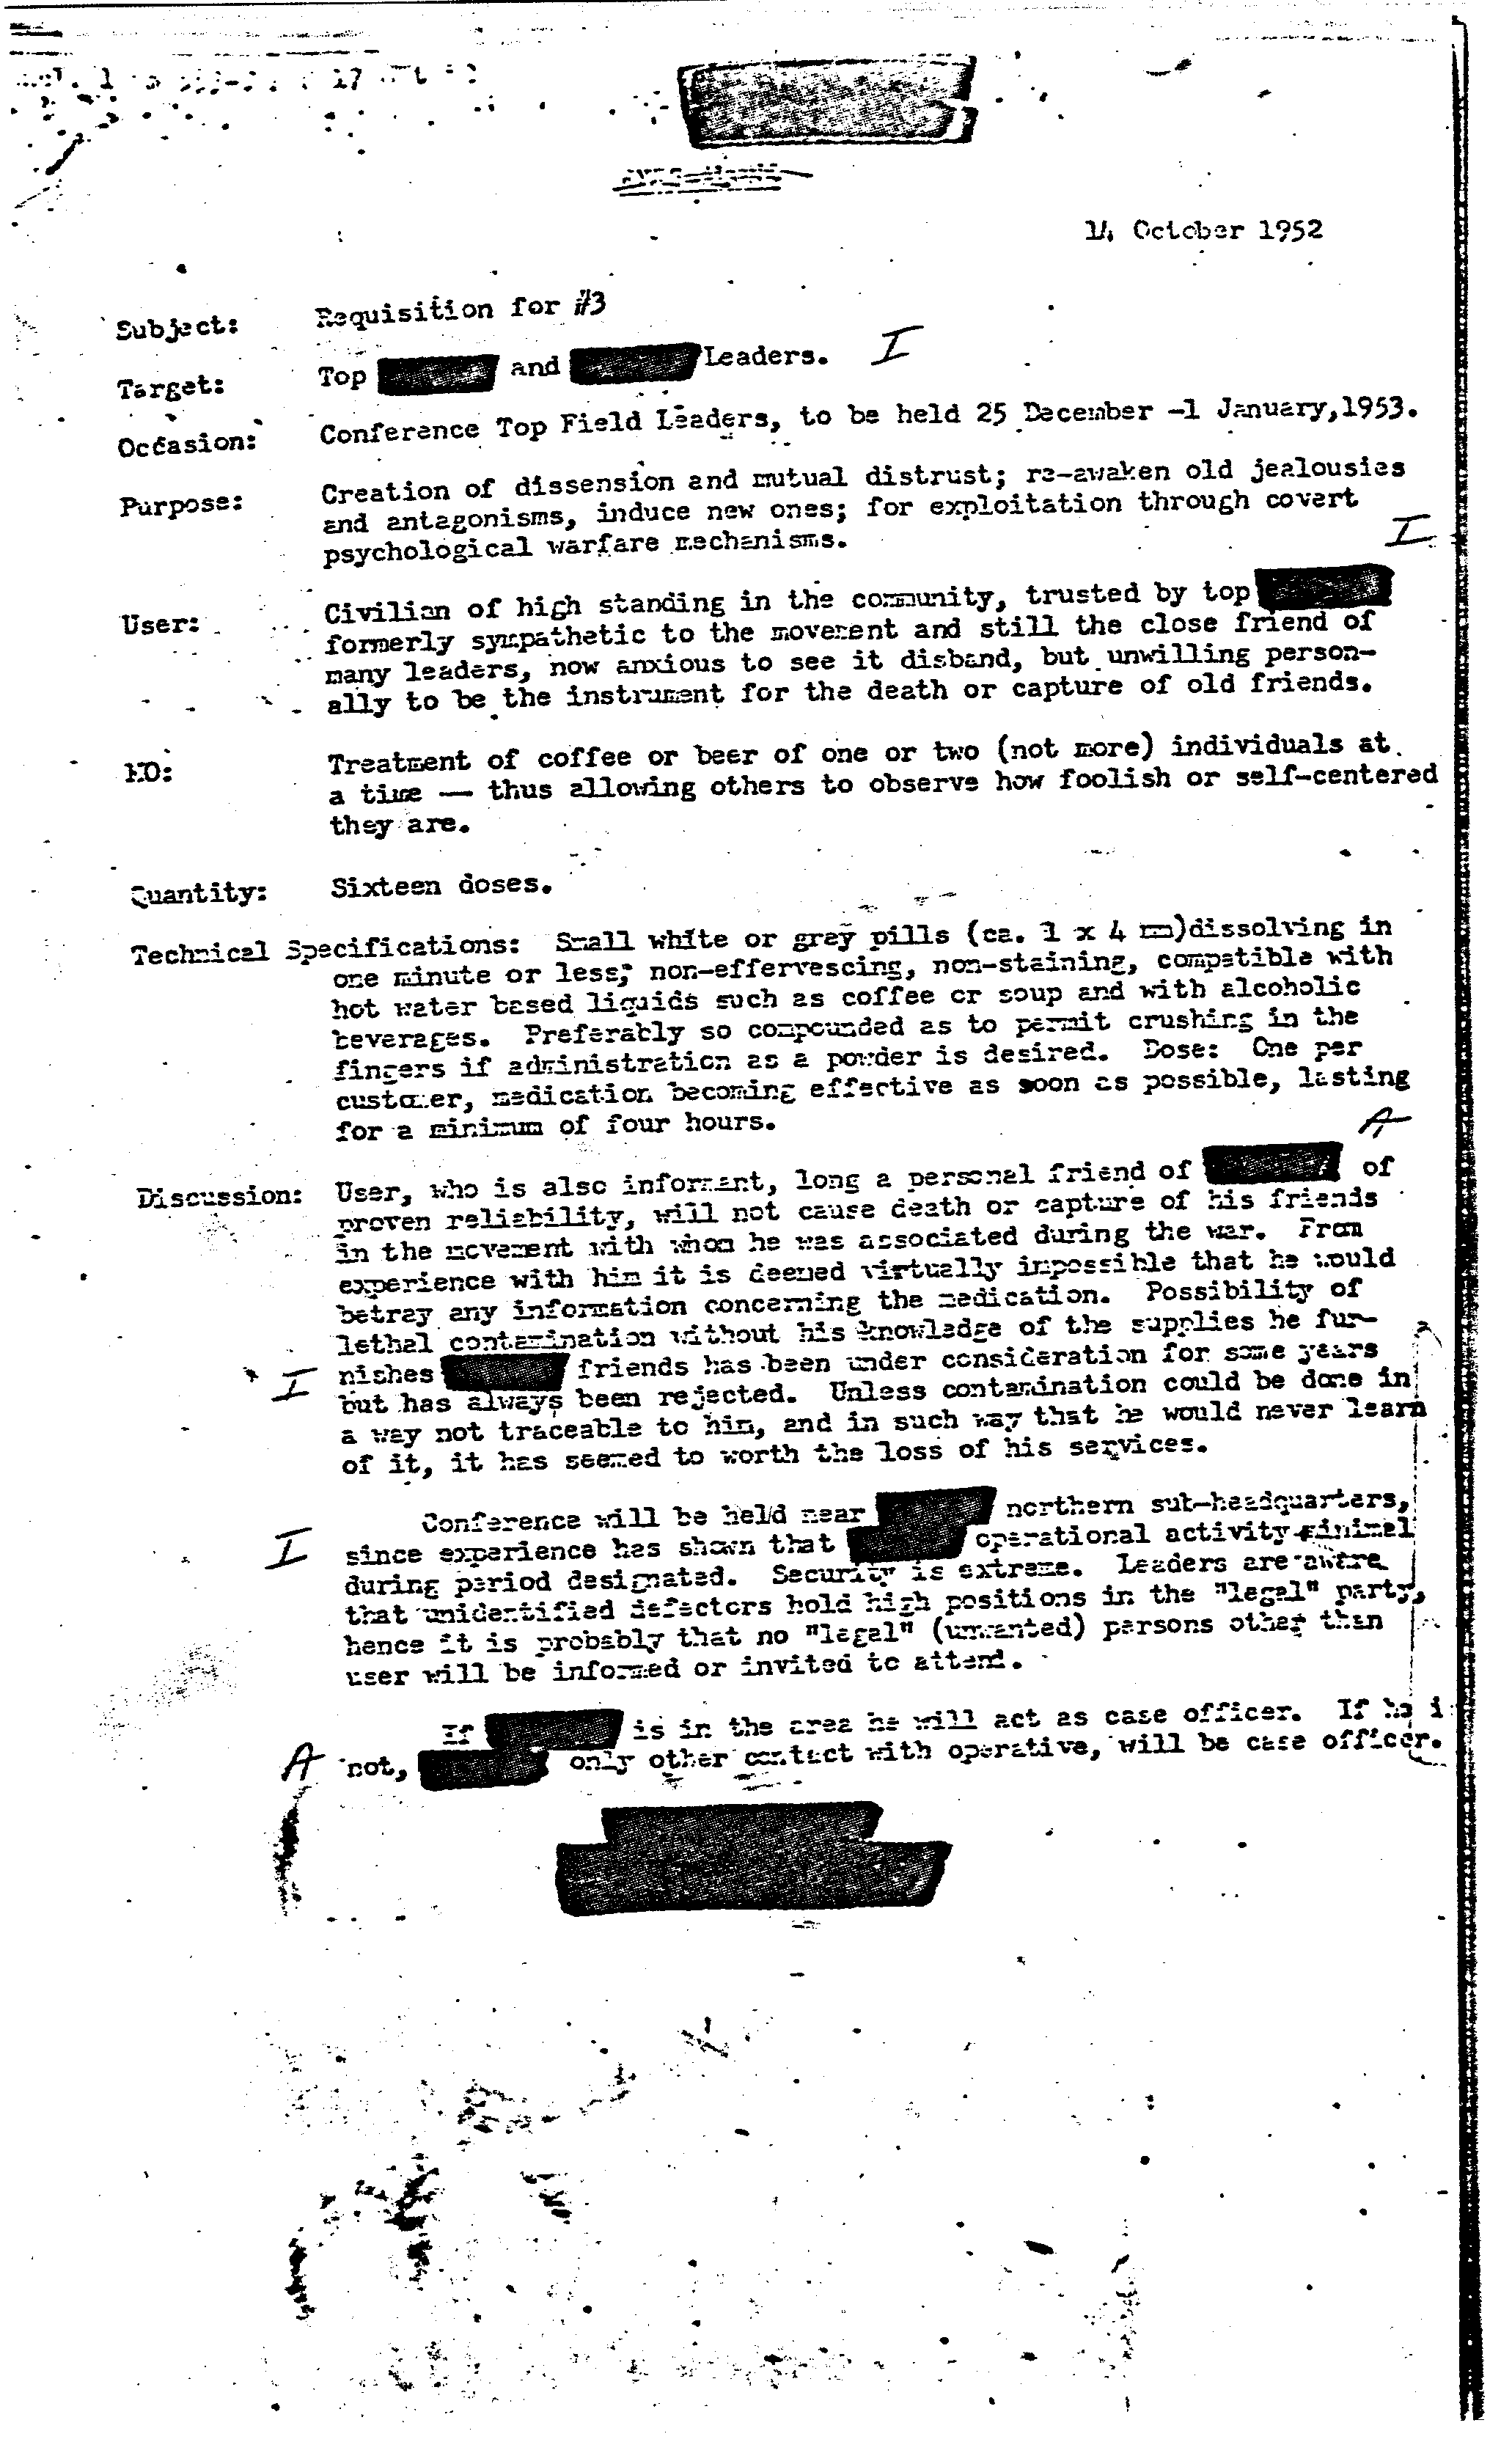 14 October 1952
Subject: Requisition for #3
Target: Top and Leaders. I
Occasion: Conference Top Field Leaders, to be held 25 December -1 January,1953.
Purpose: Creation of dissension and mutual distrust; re-awaken old jealousies
and antagonisms, induce new ones; for exploitation through covert
psychological warfare mechanisms.
I
User: Civilian of high standing in the community, trusted by top
formerly sympathetic to the movement and still the close friend of
many leaders, now anxious to see it disband, but unwilling person-
ally to be the instrument for the death or capture of old friends.
MO: Treatment of coffee or beer of one or two (not more) individuals at
a time — thus allowing others to observe how foolish or self-centered
they are.
Quantity: Sixteen doses.
Technical Specifications: Small white or gray pills (ca. 1 x 4 mm)dissolving in
one minute or less; non-effervescing, non-staining, compatible with
hot water based liquids such as coffee or soup and with alcoholic
beverages. Preferably so compounded as to permit crushing in the
fingers if administration as a powder is desired. Dose: One per
customer, medication becoming effective as soon as possible, lasting
for a minimum of four hours.
A
Discussion: User, who is also informant, long a personal friend of of
proven reliability, will not cause death or capture of his friends
in the movement with whom he was associated during the war. From
experience with him it is deemed virtually impossible that he would
betray any information concerning the medication. Possibility of
lethal contamination without his knowledge of the supplies he fur-
I nishes friends has been under consideration for some years
but has always been rejected. Unless contamination could be done in
a way not traceable to him, and in such way that he would never learn
of it, it has seemed to worth the loss of his services.
Conference will be held near northern sub-headquarters,
I since experience has shown that operational activity minimal
during period designated. Security is extreme. Leaders are aware
that unidentified defectors hold high positions in the "legal" party,
hence it is probably that no "legal" (unwanted) persons other than
user will be informed or invited to attend.
If is in the area he will act as case officer. If he i
A not, only other contact with operative, will be case officer.